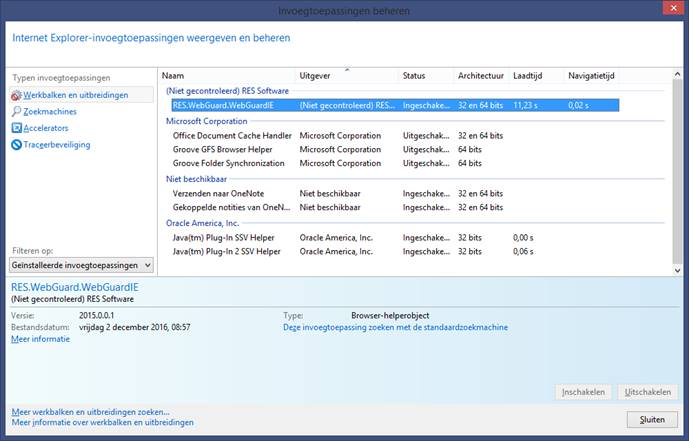 Invoegtoepassingen beheren
Internet Explorer-invoegtoepassingen weergeven en beheren
Typen invoegtoepassingen
Werkbalken en uitbreidingen
Zoekmachines
Accelerators
Traceerbeveiliging
Filteren op:
Geïnstalleerde invoegtoepassingen
Naam Uitgever Status Architectuur Laadtijd Navigatietijd
(Niet gecontroleerd) RES Software
RES.WebGuard.WebGuardIE (Niet gecontroleerd) RES... Ingeschake... 32 en 64 bits 11,23 s 0,02 s
Microsoft Corporation
Office Document Cache Handler Microsoft Corporation Uitgeschak... 32 en 64 bits
Groove GFS Browser Helper Microsoft Corporation Uitgeschak... 64 bits
Groove Folder Synchronization Microsoft Corporation Ingeschake... 64 bits
Niet beschikbaar
Verzenden naar OneNote Niet beschikbaar Ingeschake... 32 en 64 bits
Gekoppelde notities van OneN... Niet beschikbaar Ingeschake... 32 en 64 bits
Oracle America, Inc.
Java(tm) Plug-In SSV Helper Oracle America, Inc. Ingeschake... 32 bits 0,00 s
Java(tm) Plug-In 2 SSV Helper Oracle America, Inc. Ingeschake... 32 bits 0,06 s
RES.WebGuard.WebGuardIE
(Niet gecontroleerd) RES Software
Versie: 2015.0.0.1 Type: Browser-helperobject
Bestandsdatum: vrijdag 2 december 2016, 08:57 Deze invoegtoepassing zoeken met de standaardzoekmachine
Meer informatie
Inschakelen Uitschakelen
Meer werkbalken en uitbreidingen zoeken...
Meer informatie over werkbalken en uitbreidingen
Sluiten